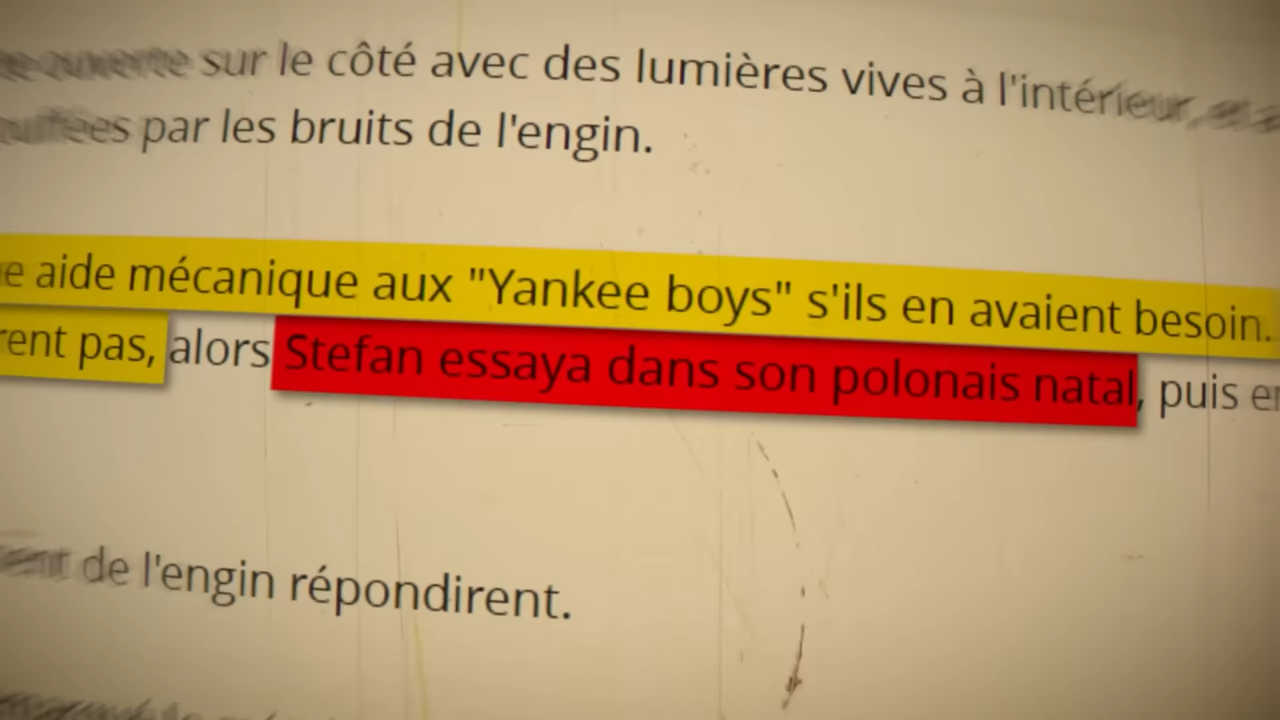 sur le côté avec des lumières vives à l'intérieur,
par les bruits de l'engin.
aide mécanique aux "Yankee boys" s'ils en avaient besoin.
pas, alors Stefan essaya dans son polonais natal, puis
de l'engin répondirent.